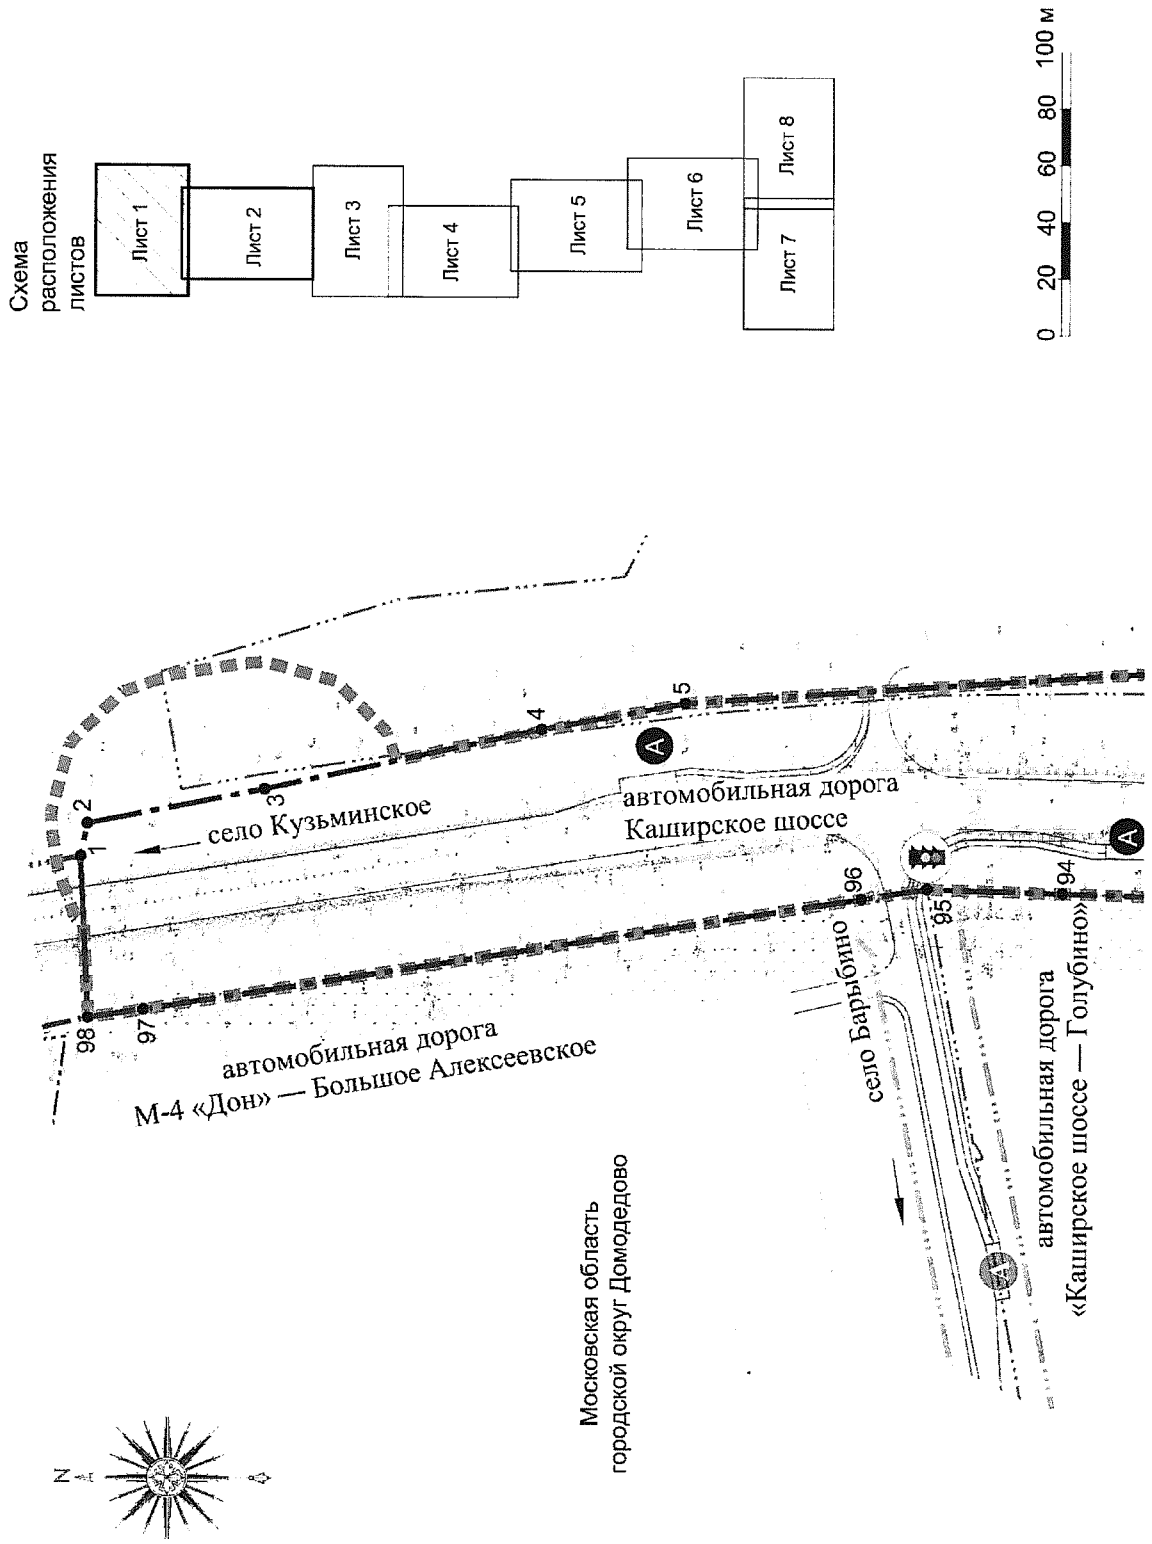 N
Схема
расположения
листов
Лист 1
Лист 2
Лист 3
Лист 4
Лист 5
Лист 6
Лист 7
Лист 8
0 20 40 60 80 100 м
98
97
1
2
3
4
5
96
95
94
село Кузьминское
автомобильная дорога
М-4 «Дон» — Большое Алексеевское
автомобильная дорога
Каширское шоссе
А
А
А
село Барыбино
автомобильная дорога
«Каширское шоссе — Голубино»
Московская область
городской округ Домодедово